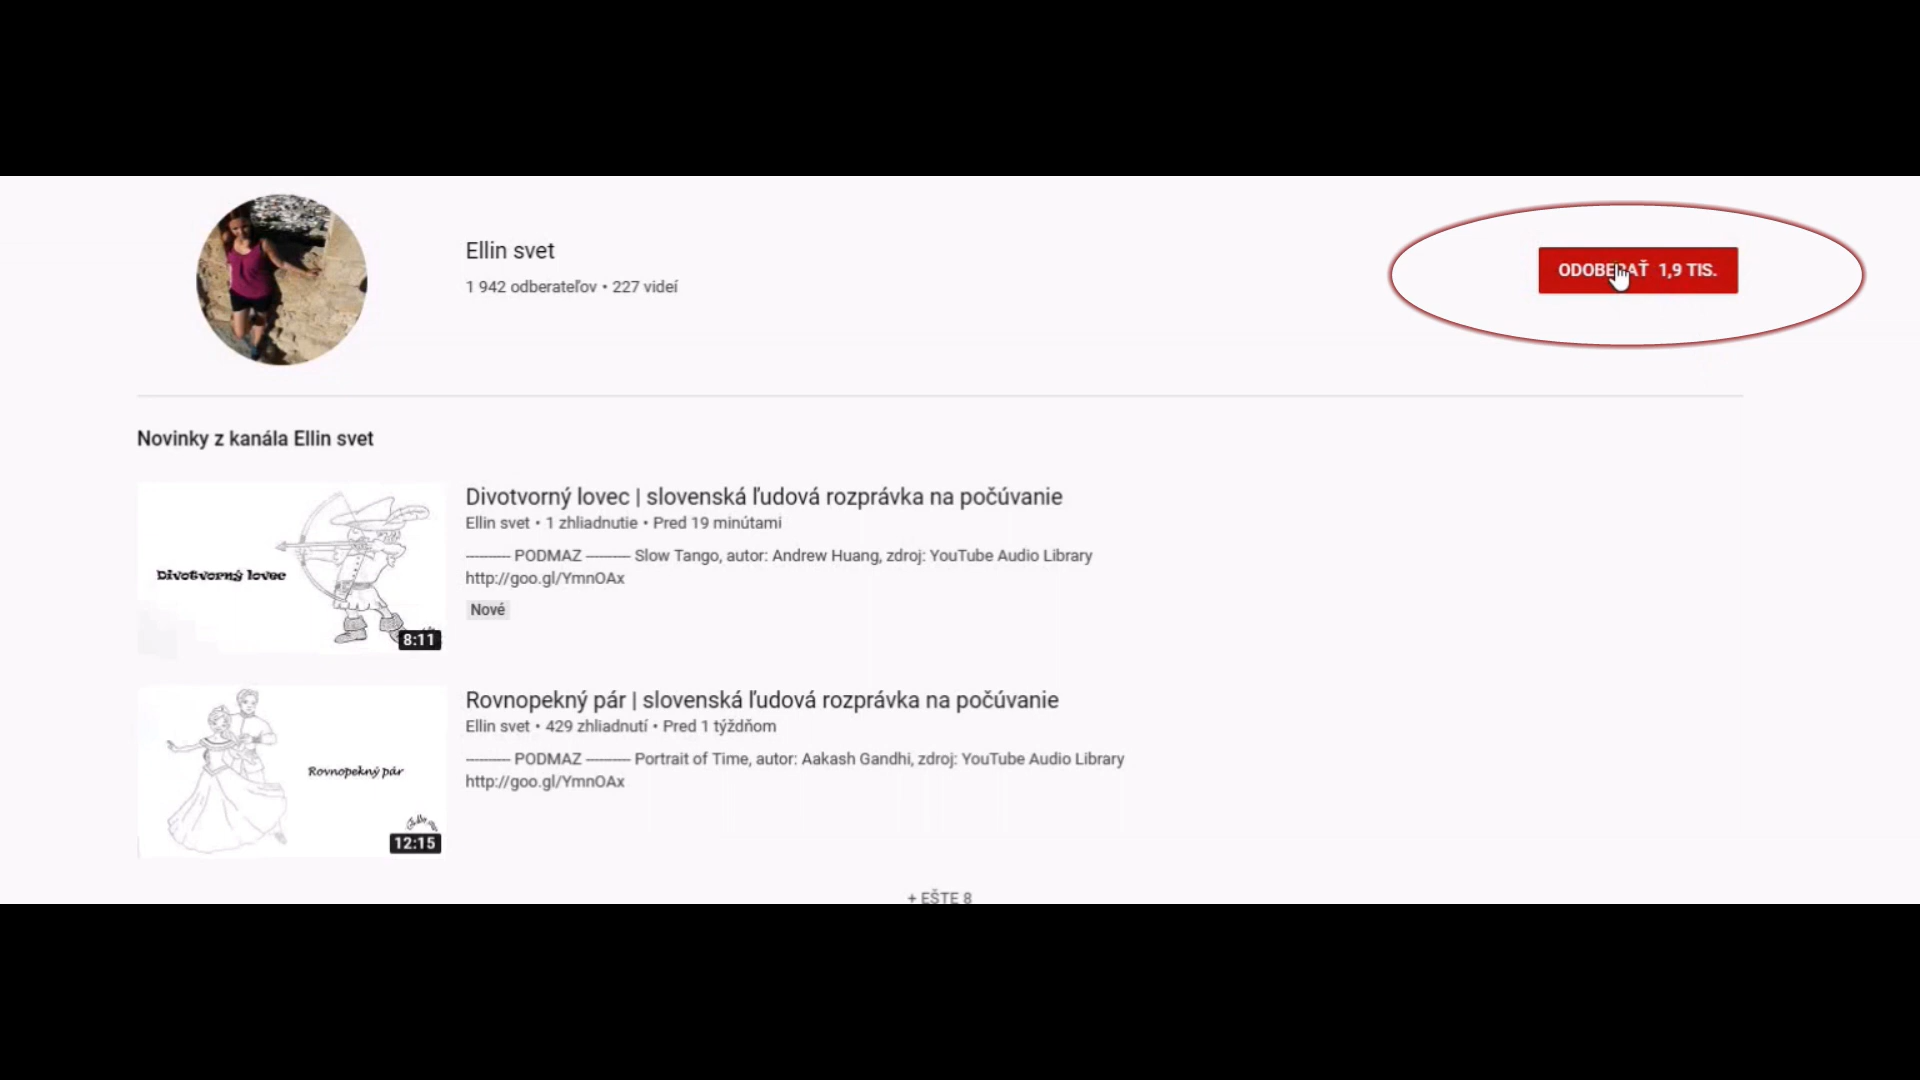 Ellin svet
1 942 odberateľov • 227 videí
ODOBERAŤ 1,9 TIS.
Novinky z kanála Ellin svet
Divotvorný lovec
8:11
Divotvorný lovec | slovenská ľudová rozprávka na počúvanie
Ellin svet • 1 zhliadnutie • Pred 19 minútami
---------- PODMAZ ---------- Slow Tango, autor: Andrew Huang, zdroj: YouTube Audio Library
http://goo.gl/YmnOAx
Nové
Rovnopekný pár
12:15
Rovnopekný pár | slovenská ľudová rozprávka na počúvanie
Ellin svet • 429 zhliadnutí • Pred 1 týždňom
---------- PODMAZ ---------- Portrait of Time, autor: Aakash Gandhi, zdroj: YouTube Audio Library
http://goo.gl/YmnOAx
+ EŠTE 8